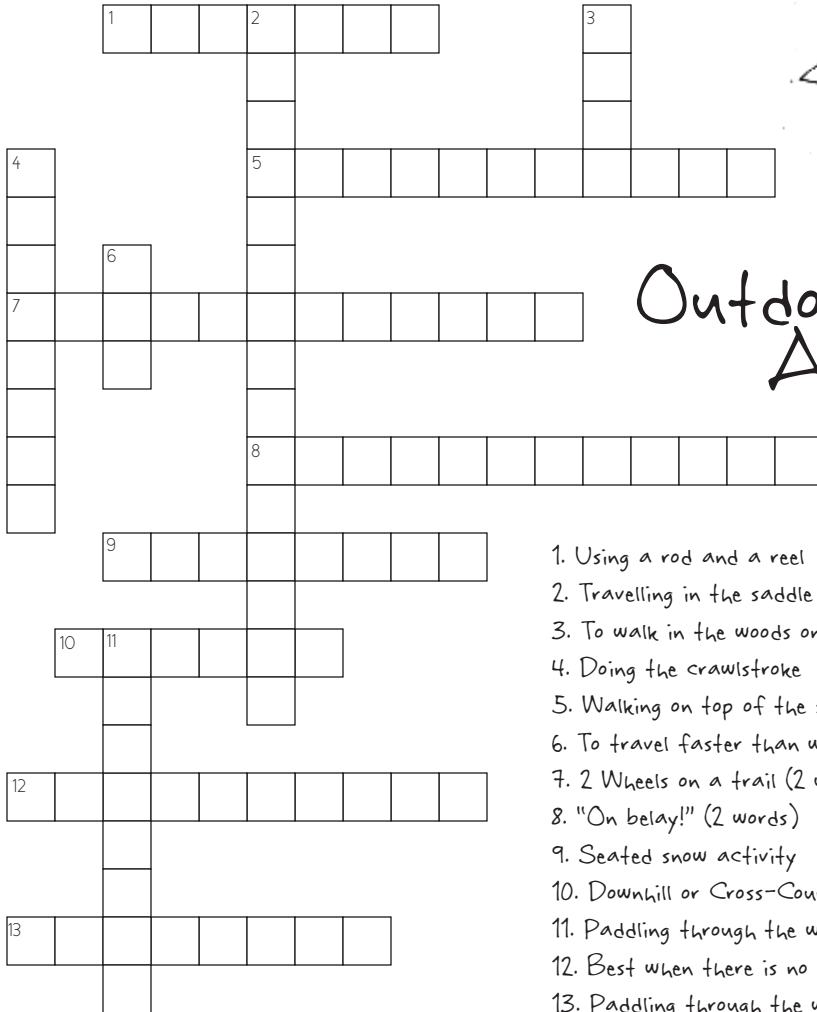 1
2
3
4
5
6
7
8
9
10 11
12
13
Outdo
A
1. Using a rod and a reel
2. Travelling in the saddle
3. To walk in the woods or
4. Doing the crawlstroke
5. Walking on top of the
6. To travel faster than
7. 2 Wheels on a trail (2
8. "On belay!" (2 words)
9. Seated snow activity
10. Downhill or Cross-Cou
11. Paddling through the
12. Best when there is no
13. Paddling through the